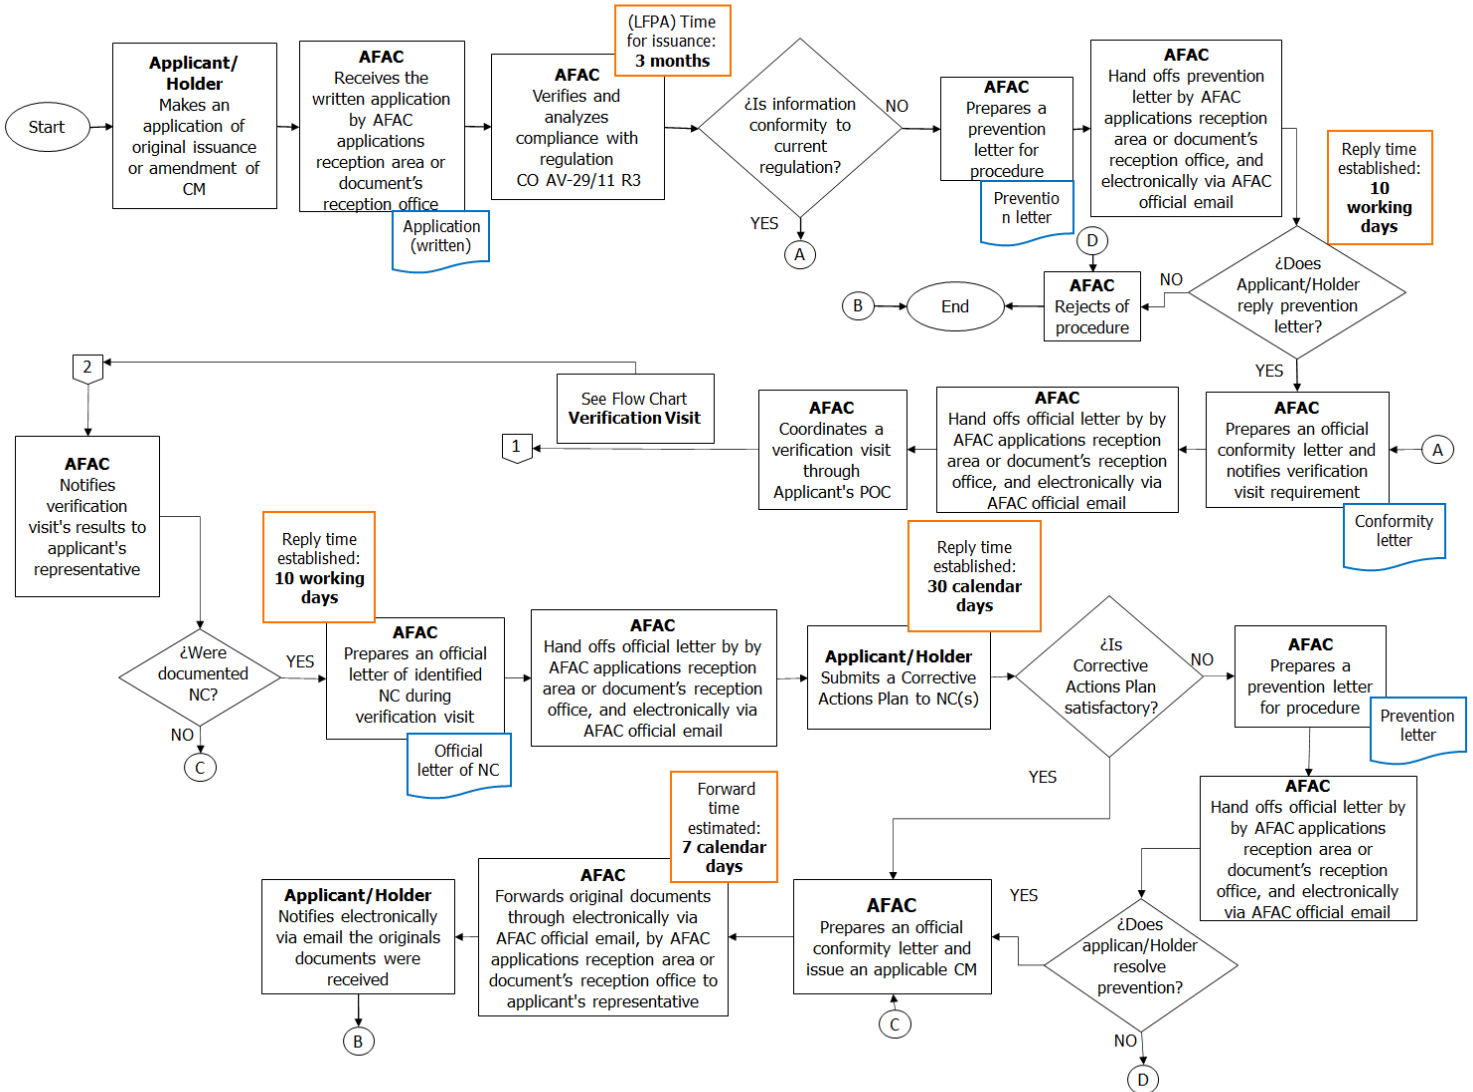 Start
Applicant/
Holder
Makes an
application of
original issuance
or amendment of
CM
AFAC
Receives the
written application
by AFAC
applications
reception area or
document's
reception office
Application
(written)
AFAC
Verifies and
analyzes
compliance with
regulation
CO AV-29/11 R3
(LFPA) Time
for issuance:
3 months
¿Is information
conformity to
current
regulation?
NO
YES
A
AFAC
Prepares a
prevention
letter for
procedure
Preventio
n letter
AFAC
Hand offs prevention
letter by AFAC
applications reception
area or document's
reception office, and
electronically via AFAC
official email
Reply time
established:
10
working
days
¿Does
Applicant/Holder
reply prevention
letter?
NO
YES
D
AFAC
Rejects of
procedure
End
B
2
See Flow Chart
Verification Visit
1
AFAC
Coordinates a
verification visit
through
Applicant's POC
AFAC
Hand offs official letter by by
AFAC applications reception
area or document's reception
office, and electronically via
AFAC official email
AFAC
Prepares an official
conformity letter and
notifies verification
visit requirement
A
Conformity
letter
AFAC
Notifies
verification
visit's results to
applicant's
representative
¿Were
documented
NC?
YES
NO
C
Reply time
established:
10 working
days
AFAC
Prepares an official
letter of identified
NC during
verification visit
Official
letter of NC
AFAC
Hand offs official letter by by
AFAC applications reception
area or document's reception
office, and electronically via
AFAC official email
Reply time
established:
30 calendar
days
Applicant/Holder
Submits a Corrective
Actions Plan to NC(s)
¿Is
Corrective
Actions Plan
satisfactory?
NO
YES
AFAC
Prepares a
prevention letter
for procedure
Prevention
letter
AFAC
Hand offs official letter by
by AFAC applications
reception area or
document's reception
office, and electronically
via AFAC official email
¿Does
applican/Holder
resolve
prevention?
YES
NO
D
AFAC
Prepares an official
conformity letter and
issue an applicable CM
C
Forward
time
estimated:
7 calendar
days
AFAC
Forwards original documents
through electronically via
AFAC official email, by AFAC
applications reception area or
document's reception office to
applicant's representative
Applicant/Holder
Notifies electronically
via email the originals
documents were
received
B